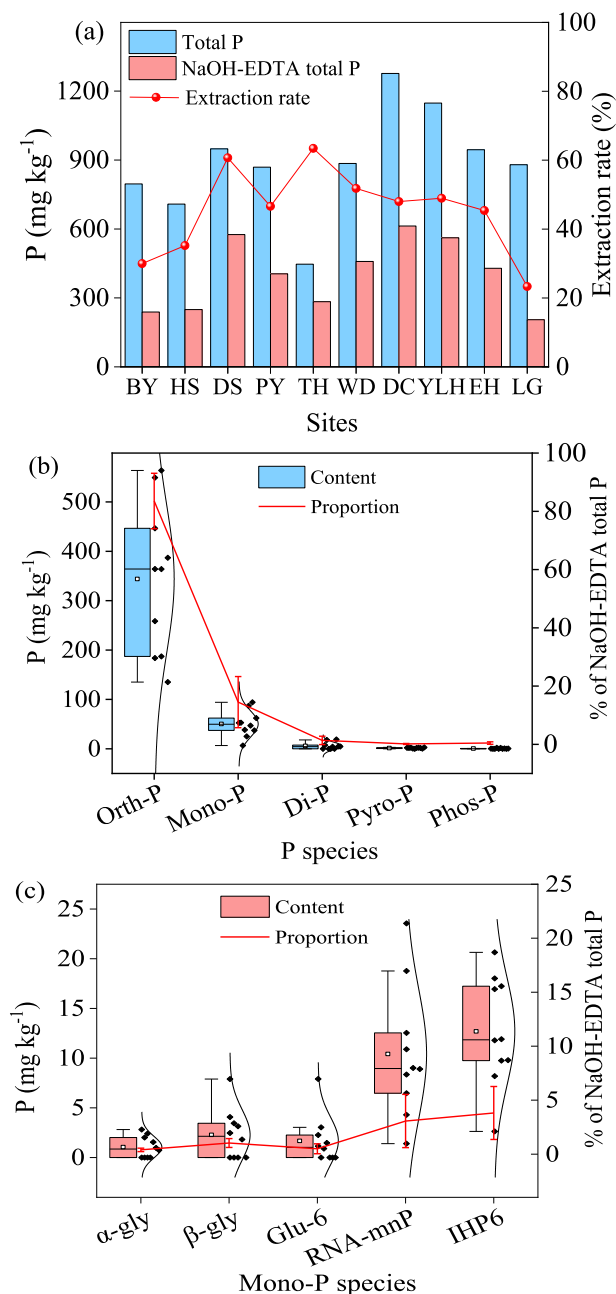 (a)
Total P
NaOH-EDTA total P
Extraction rate
P (mg kg⁻¹)
1200
900
600
300
0
100
80
60
40
20
0
Extraction rate (%)
BY HS DS PY TH WD DC YLH EH LG
Sites
(b)
Content
Proportion
P (mg kg⁻¹)
500
400
300
200
100
0
100
80
60
40
20
0
% of NaOH-EDTA total P
Orth-P Mono-P Di-P Pyro-P Phos-P
P species
(c)
Content
Proportion
P (mg kg⁻¹)
25
20
15
10
5
0
25
20
15
10
5
0
% of NaOH-EDTA total P
α-gly β-gly Glu-6 RNA-mnP IHP6
Mono-P species